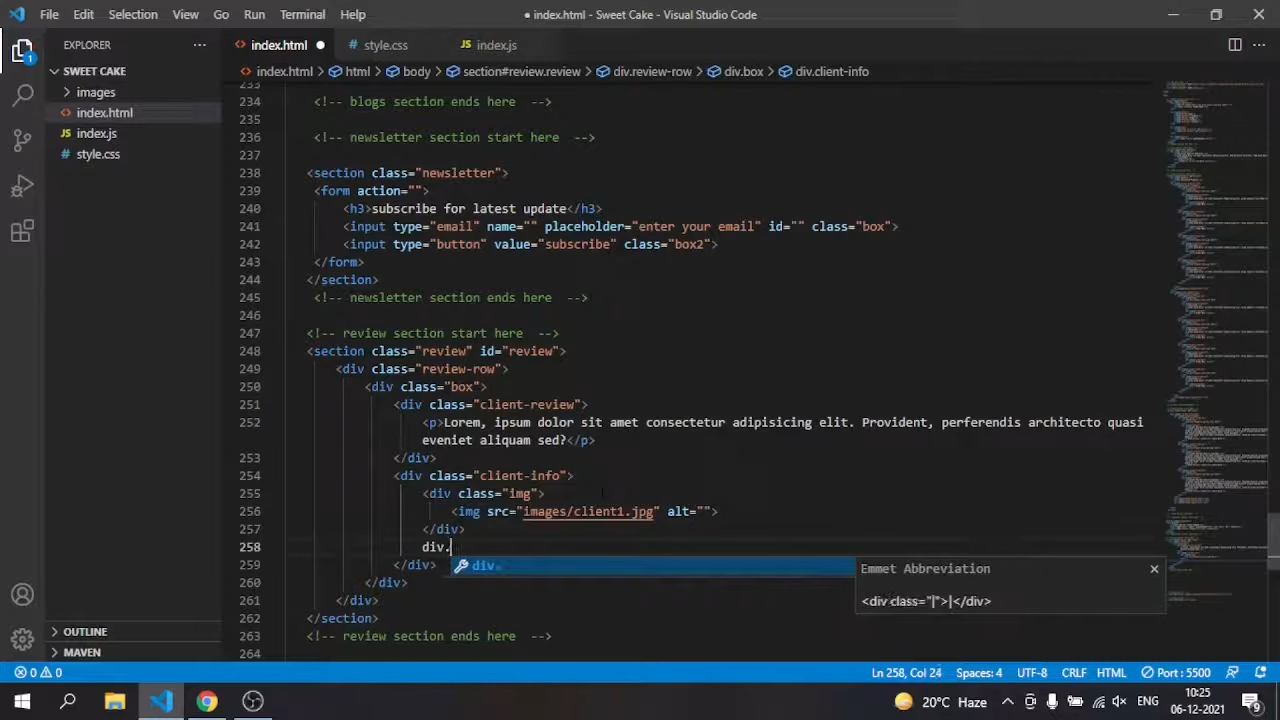 File Edit Selection View Go Run Terminal Help ● index.html - Sweet Cake - Visual Studio Code
EXPLORER
index.html ● style.css JS index.js
SWEET CAKE
index.html > html > body > section#review.review > div.review-row > div.box > div.client-info
images
index.html
JS index.js
style.css
233
234 <!-- blogs section ends here -->
235
236 <!-- newsletter section start here -->
237
238 <section class="newsletter">
239 <form action="">
240 <h3>subscribe for latest update</h3>
241 <input type="email" name="" placeholder="enter your email" id="" class="box">
242 <input type="button" value="subscribe" class="box2">
243 </form>
244 </section>
245 <!-- newsletter section ends here -->
246
247 <!-- review section start here -->
248 <section class="review" id="review">
249 <div class="review-row">
250 <div class="box">
251 <div class="client-review">
252 <p>Lorem ipsum dolor sit amet consectetur adipisicing elit. Provident, perferendis architecto quasi
eveniet aliquam sed?</p>
253 </div>
254 <div class="client-info">
255 <div class="img">
256 <img src="images/client1.jpg" alt="">
257 </div>
258 div.
259 </div>
div.
Emmet Abbreviation
<div class="|">|</div>
260 </div>
261 </div>
262 </section>
263 <!-- review section ends here -->
264
OUTLINE
MAVEN
0 0 Ln 258, Col 24 Spaces: 4 UTF-8 CRLF HTML Port : 5500
20°C Haze ENG 10:25
06-12-2021 9
1